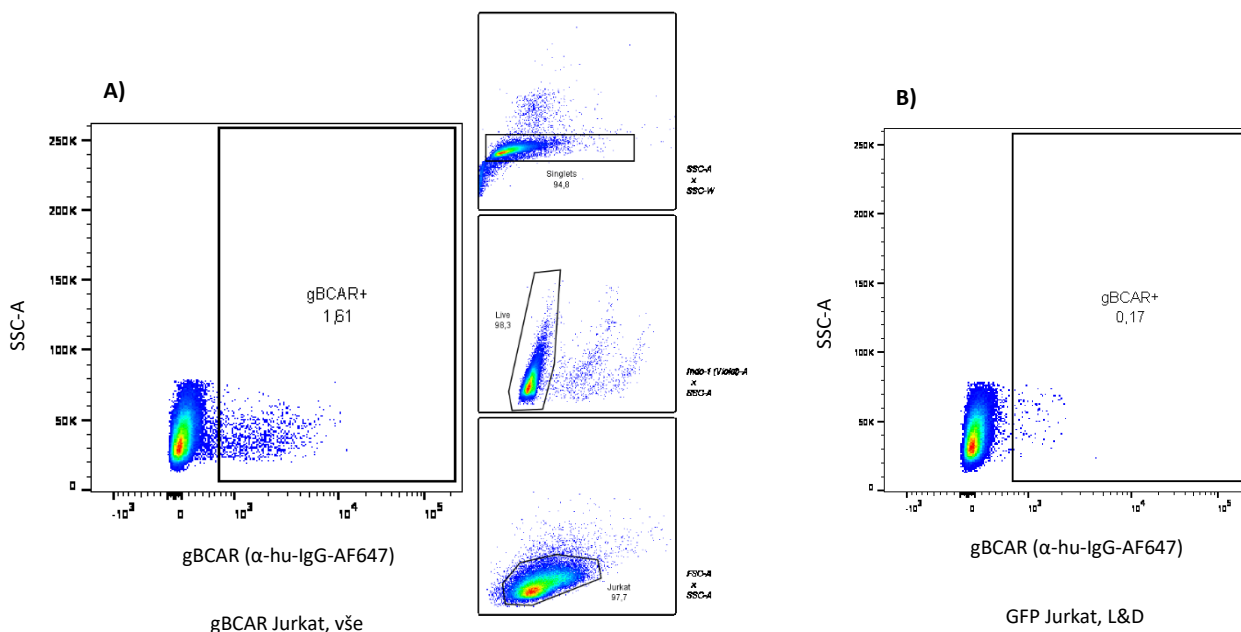 A)
250K
200K
150K
100K
50K
0
SSC-A
gBCAR+
1,61
-10³ 0 10³ 10⁴ 10⁵
gBCAR (α-hu-IgG-AF647)
gBCAR Jurkat, vše
Singlets
94,8
SSC-A
x
SSC-W
Live
98,3
Indo-1 (Violet)-A
x
SSC-A
Jurkat
97,7
FSC-A
x
SSC-A
B)
250K
200K
150K
100K
50K
0
SSC-A
gBCAR+
0,17
-10³ 0 10³ 10⁴ 10⁵
gBCAR (α-hu-IgG-AF647)
GFP Jurkat, L&D